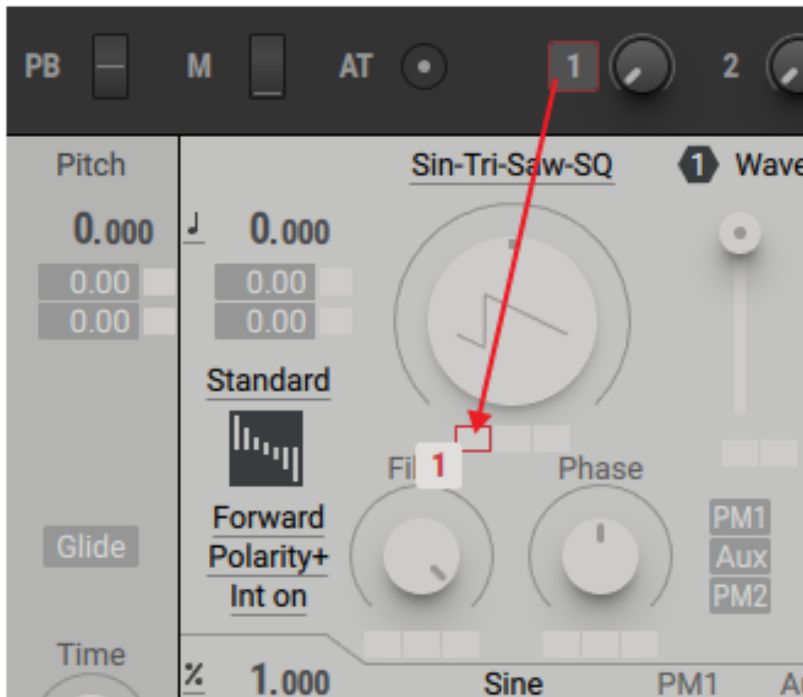 PB M AT 1 2
Pitch Sin-Tri-Saw-SQ 1 Wave
0.000 0.000
0.00 0.00
0.00 0.00
Standard
1
Phase
Forward PM1
Glide Polarity+ Aux
Int on PM2
Time
% 1.000 Sine PM1